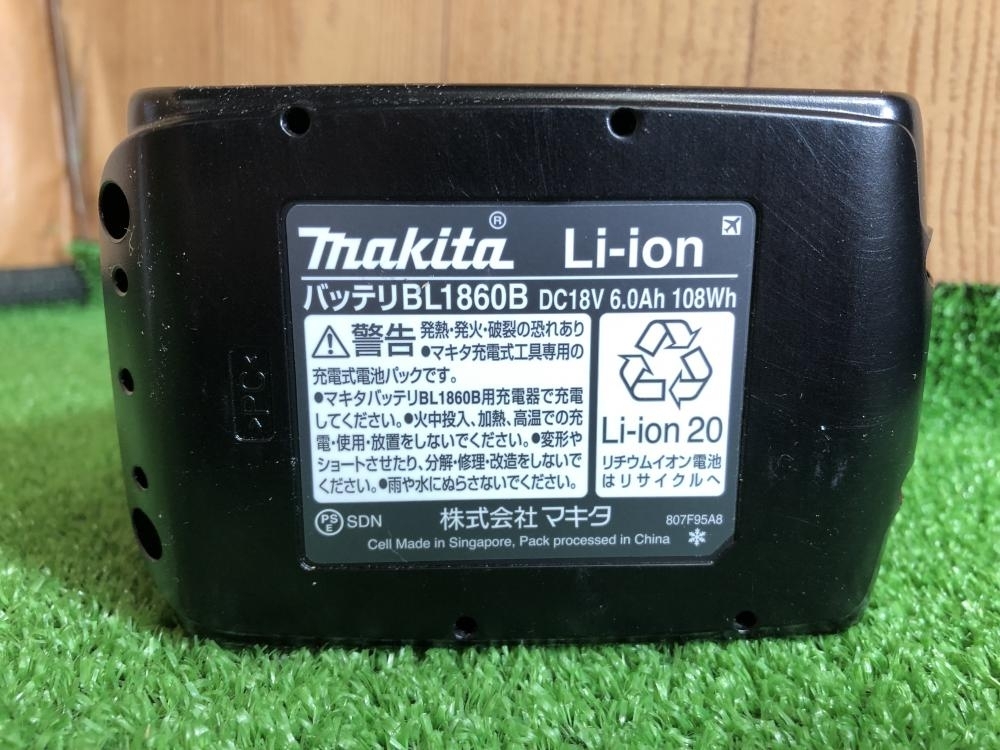 makita® Li-ion
バッテリBL1860B DC18V 6.0Ah 108Wh
警告 発熱・発火・破裂の恐れあり
●マキタ充電式工具専用の
充電式電池パックです。
●マキタバッテリBL1860B用充電器で充電
してください。●火中投入、加熱、高温での充
電・使用・放置をしないでください。●変形や
ショートさせたり、分解・修理・改造をしないで
ください。●雨や水にぬらさないでください。
Li-ion 20
リチウムイオン電池
はリサイクルへ
PSE SDN 株式会社 マキタ 807F95A8
Cell Made in Singapore, Pack processed in China
>PC<